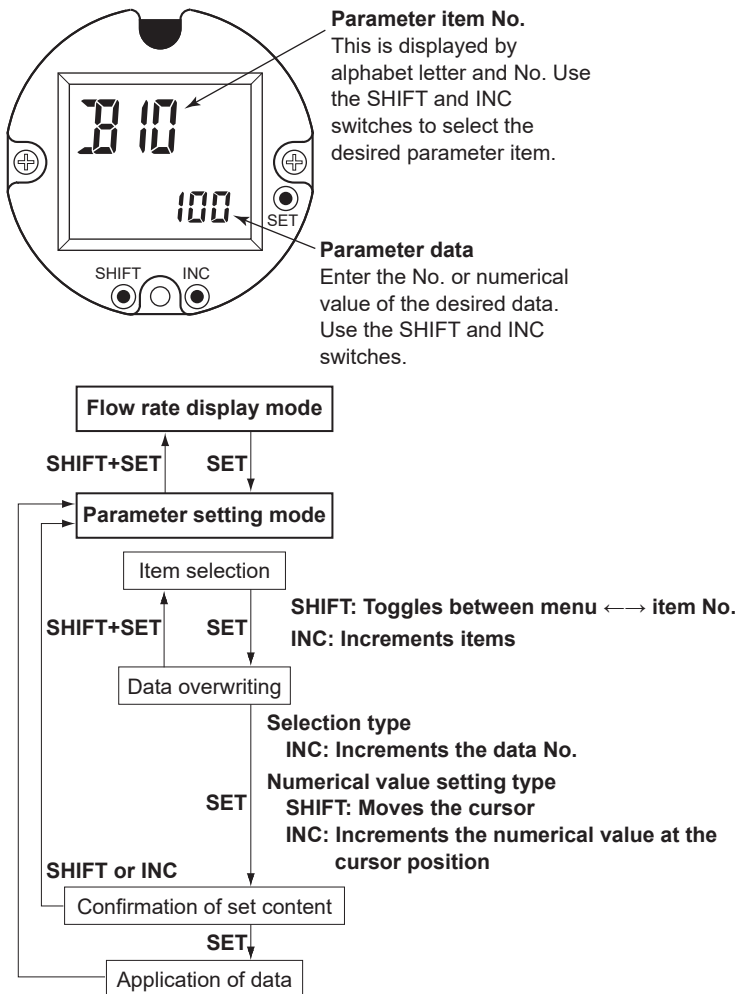 Parameter item No.
This is displayed by
alphabet letter and No. Use
the SHIFT and INC
switches to select the
desired parameter item.
B10
100
SET
Parameter data
Enter the No. or numerical
value of the desired data.
Use the SHIFT and INC
switches.
SHIFT
INC
Flow rate display mode
SHIFT+SET
SET
Parameter setting mode
Item selection
SHIFT: Toggles between menu ←→ item No.
SHIFT+SET
SET
INC: Increments items
Data overwriting
Selection type
INC: Increments the data No.
Numerical value setting type
SET
SHIFT: Moves the cursor
INC: Increments the numerical value at the
cursor position
SHIFT or INC
Confirmation of set content
SET
Application of data